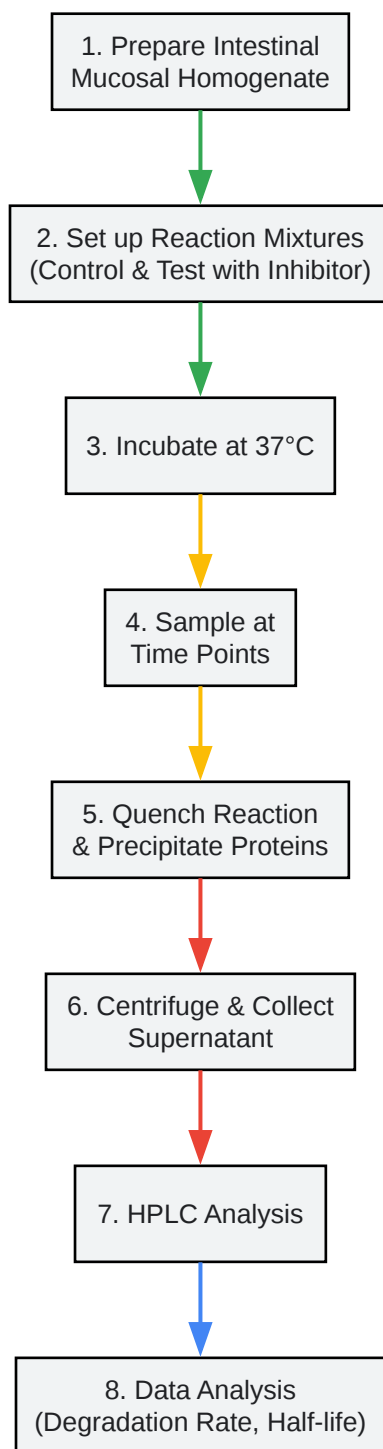 1. Prepare Intestinal
Mucosal Homogenate
2. Set up Reaction Mixtures
(Control & Test with Inhibitor)
3. Incubate at 37°C
4. Sample at
Time Points
5. Quench Reaction
& Precipitate Proteins
6. Centrifuge & Collect
Supernatant
7. HPLC Analysis
8. Data Analysis
(Degradation Rate, Half-life)